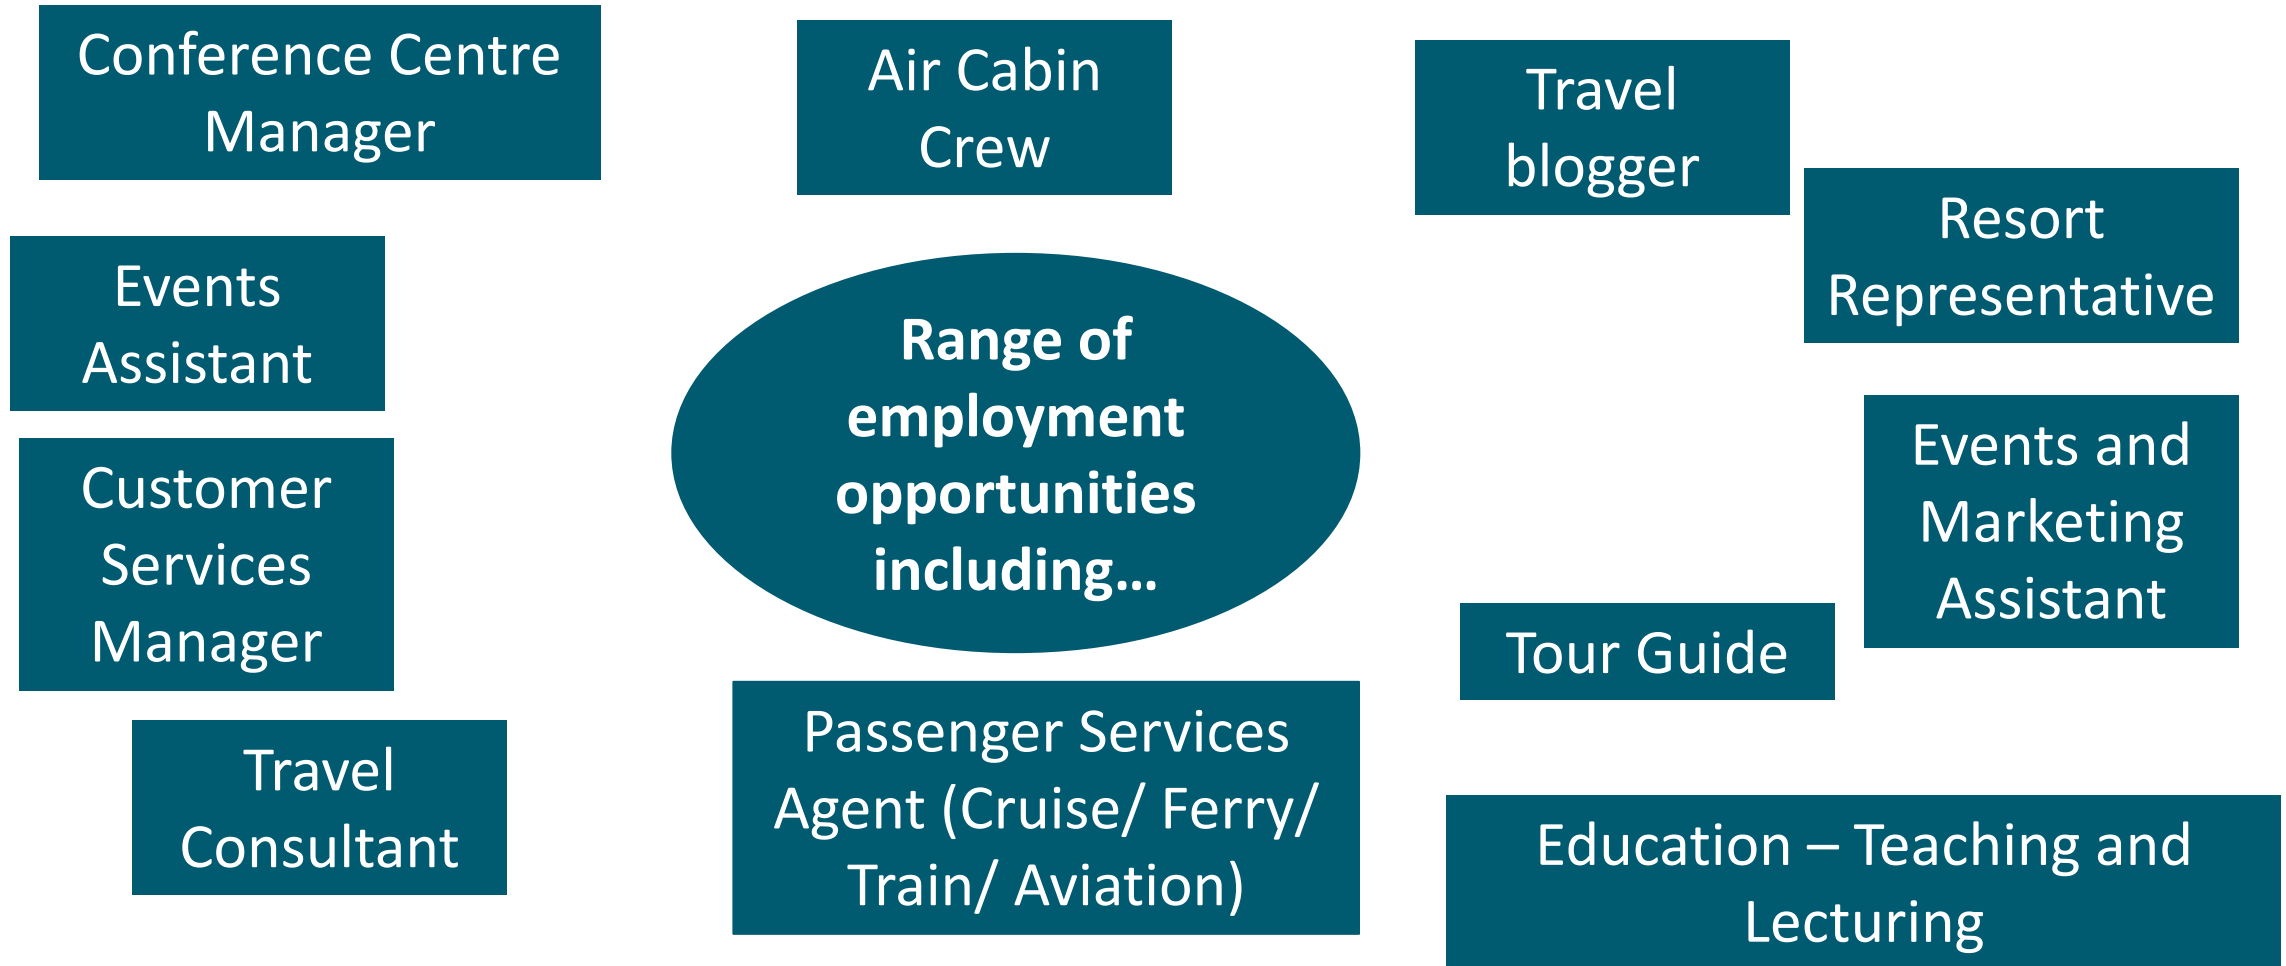 Conference Centre
Manager
Air Cabin
Crew
Travel
blogger
Resort
Representative
Events
Assistant
Range of
employment
opportunities
including…
Events and
Marketing
Assistant
Customer
Services
Manager
Tour Guide
Travel
Consultant
Passenger Services
Agent (Cruise/ Ferry/
Train/ Aviation)
Education – Teaching and
Lecturing